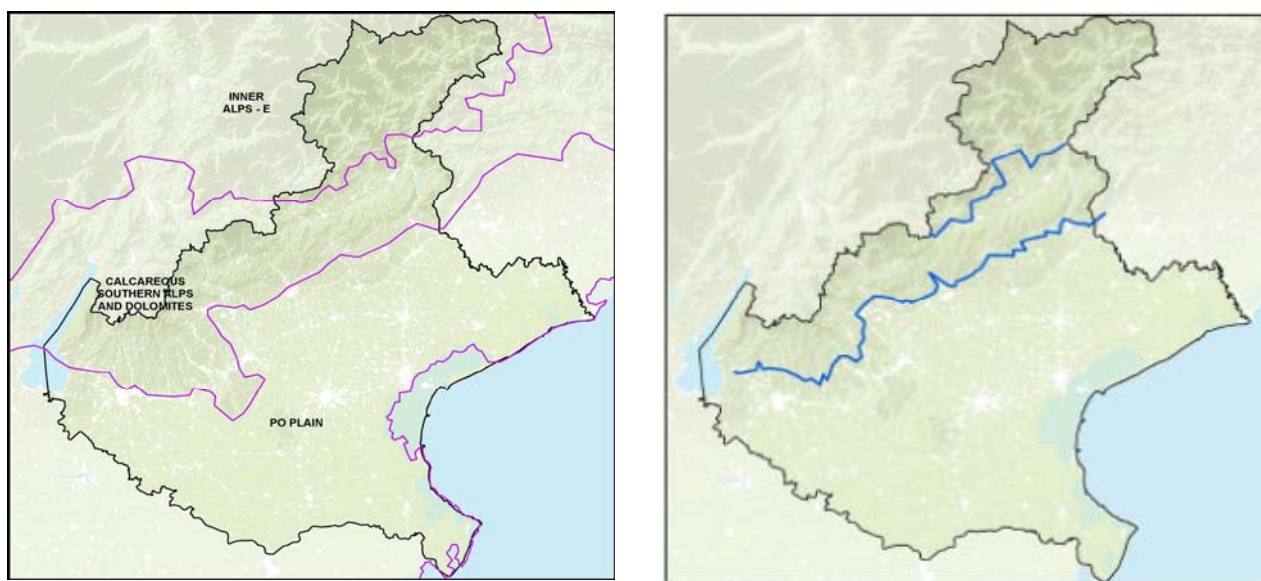 INNER
ALPS - E
CALCAREOUS
SOUTHERN ALPS
AND DOLOMITES
PO PLAIN